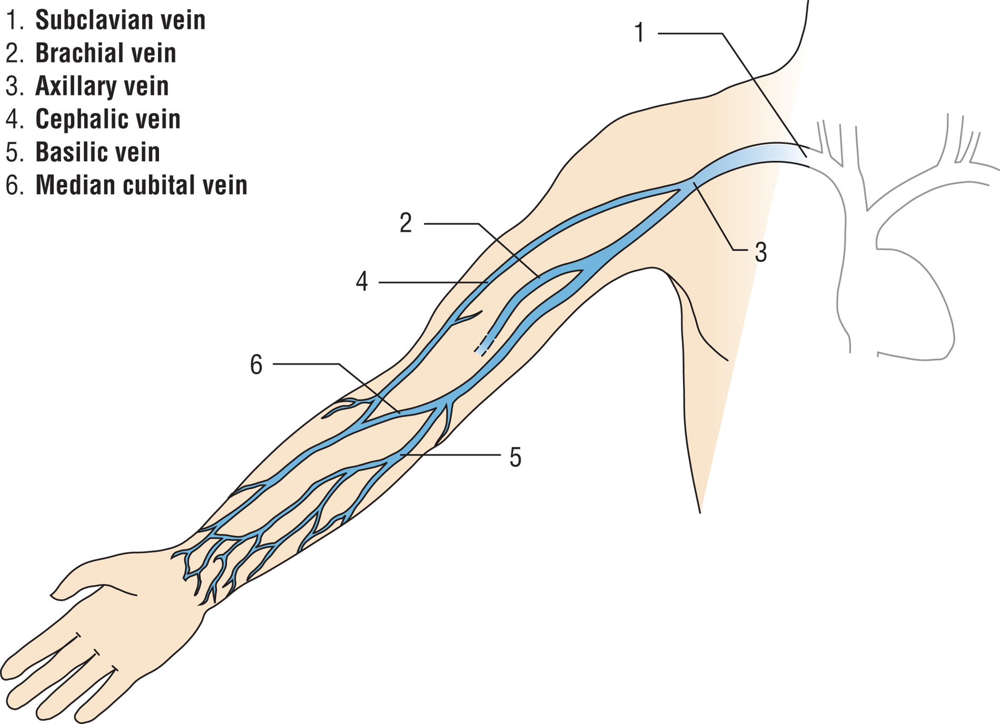 1. Subclavian vein
2. Brachial vein
3. Axillary vein
4. Cephalic vein
5. Basilic vein
6. Median cubital vein
1
2
3
4
6
5